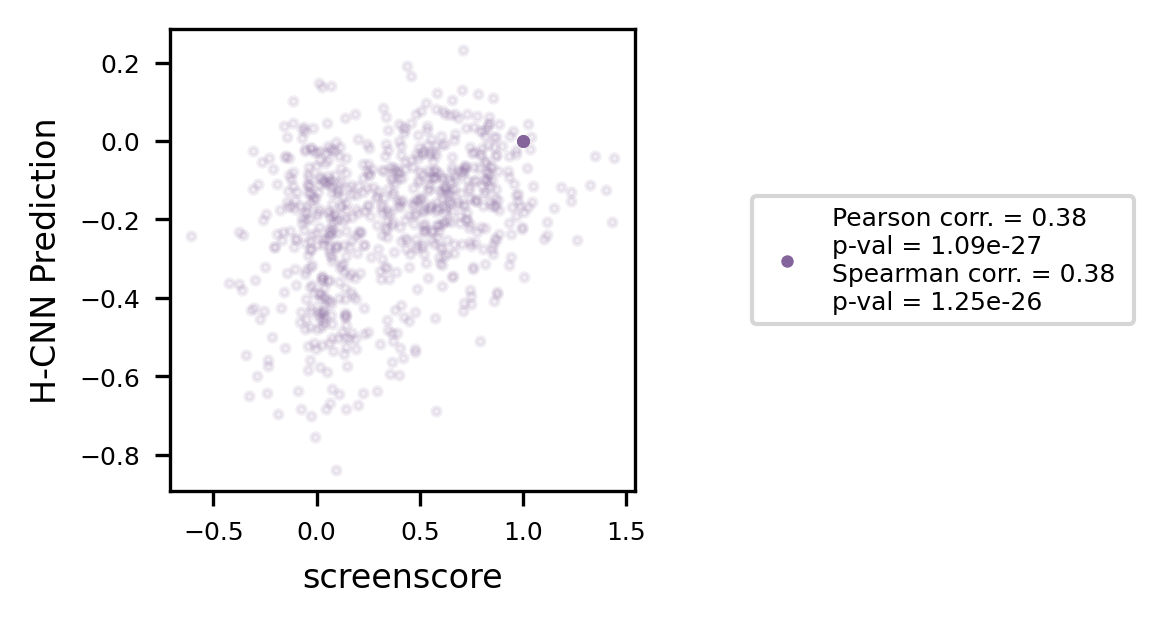 0.2
0.0
−0.2
−0.4
−0.6
−0.8
H-CNN Prediction
−0.5
0.0
0.5
1.0
1.5
screenscore
Pearson corr. = 0.38
p-val = 1.09e-27
Spearman corr. = 0.38
p-val = 1.25e-26